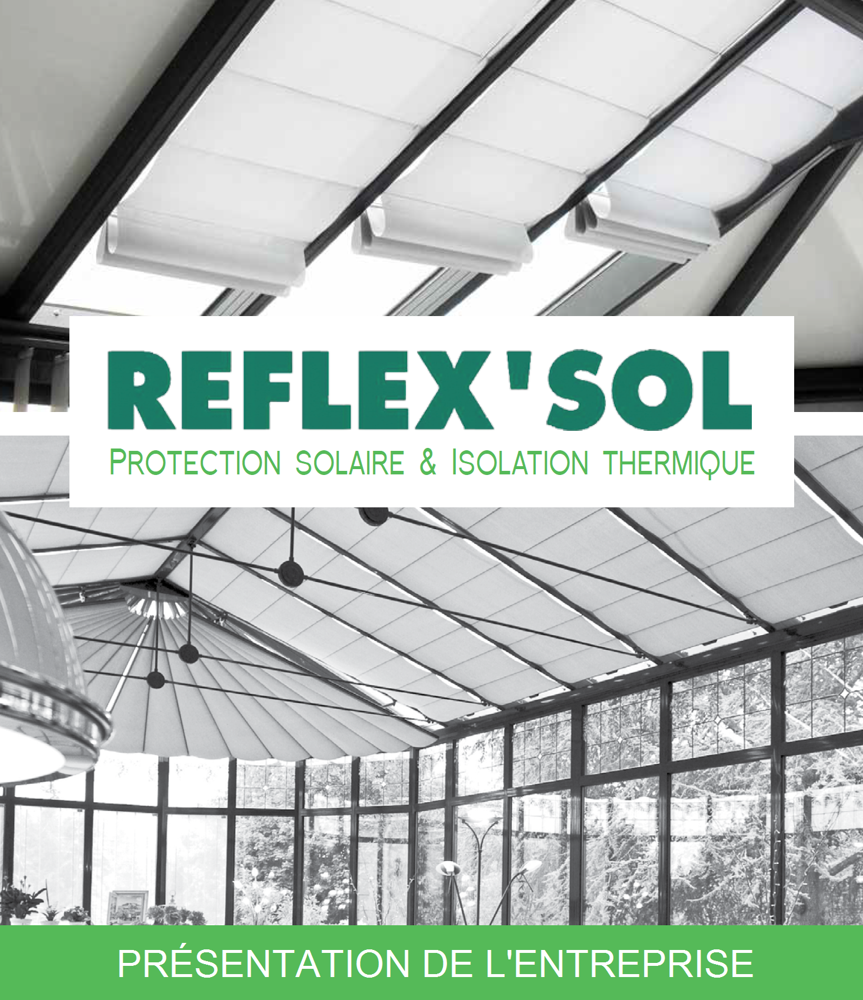 REFLEX'SOL
PROTECTION SOLAIRE & ISOLATION THERMIQUE
PRÉSENTATION DE L'ENTREPRISE